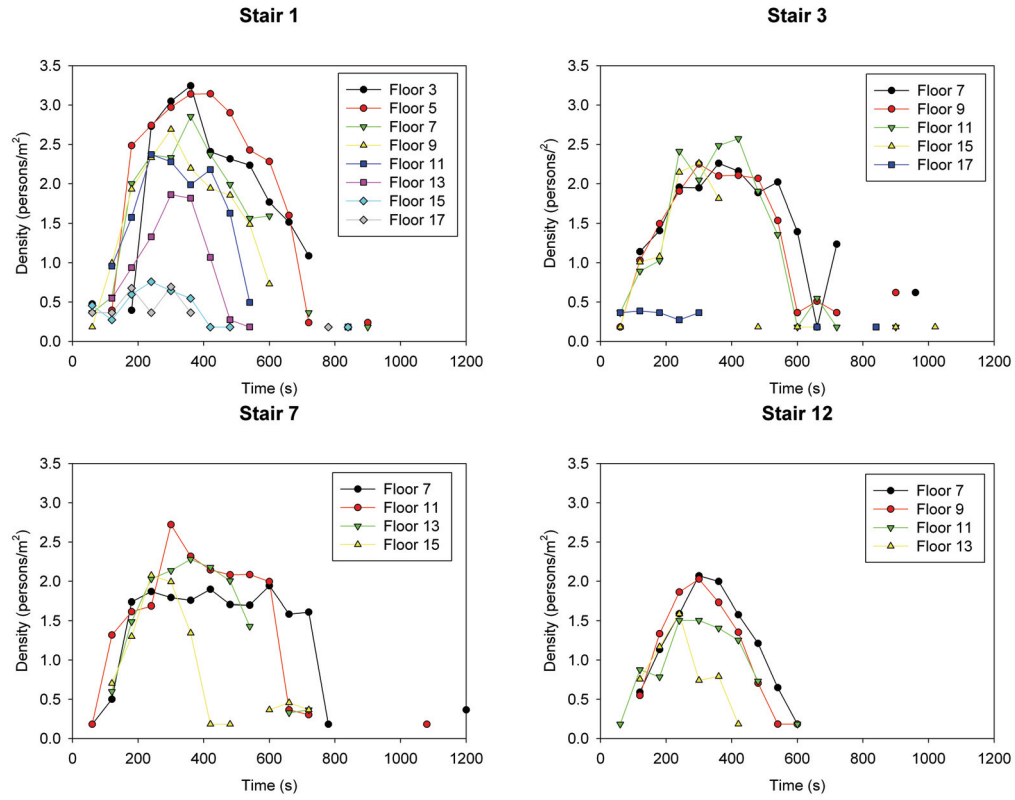 Stair 1
3.5
3.0
2.5
2.0
1.5
1.0
0.5
0.0
Density (persons/m²)
0 200 400 600 800 1000 1200
Time (s)
Floor 3
Floor 5
Floor 7
Floor 9
Floor 11
Floor 13
Floor 15
Floor 17
Stair 3
3.5
3.0
2.5
2.0
1.5
1.0
0.5
0.0
Density (persons/²)
0 200 400 600 800 1000 1200
Time (s)
Floor 7
Floor 9
Floor 11
Floor 15
Floor 17
Stair 7
3.5
3.0
2.5
2.0
1.5
1.0
0.5
0.0
Density (persons/m²)
0 200 400 600 800 1000 1200
Time (s)
Floor 7
Floor 11
Floor 13
Floor 15
Stair 12
3.5
3.0
2.5
2.0
1.5
1.0
0.5
0.0
Density (persons/m²)
0 200 400 600 800 1000 1200
Time (s)
Floor 7
Floor 9
Floor 11
Floor 13